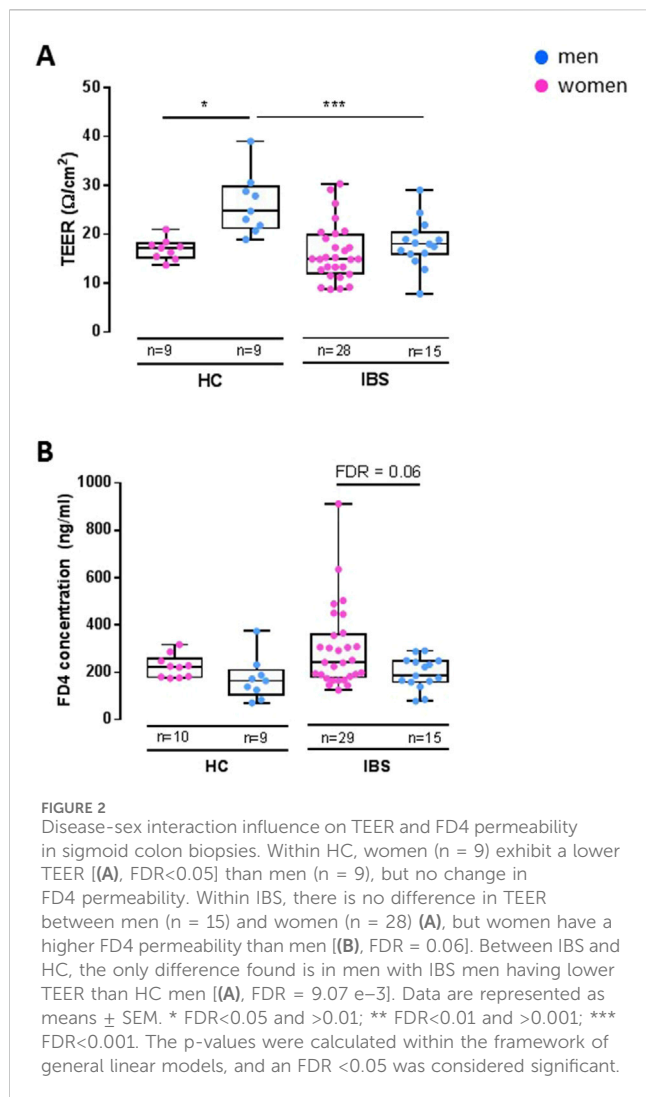 A
men
women
*
***
50
40
30
20
10
0
TEER (Ω/cm²)
n=9 n=9 n=28 n=15
HC IBS
B
FDR = 0.06
1000
800
600
400
200
0
FD4 concentration (ng/ml)
n=10 n=9 n=29 n=15
HC IBS
FIGURE 2
Disease-sex interaction influence on TEER and FD4 permeability
in sigmoid colon biopsies. Within HC, women (n = 9) exhibit a lower
TEER [(A), FDR<0.05] than men (n = 9), but no change in
FD4 permeability. Within IBS, there is no difference in TEER
between men (n = 15) and women (n = 28) (A), but women have a
higher FD4 permeability than men [(B), FDR = 0.06]. Between IBS and
HC, the only difference found is in men with IBS men having lower
TEER than HC men [(A), FDR = 9.07 e−3]. Data are represented as
means ± SEM. * FDR<0.05 and >0.01; ** FDR<0.01 and >0.001; ***
FDR<0.001. The p-values were calculated within the framework of
general linear models, and an FDR <0.05 was considered significant.